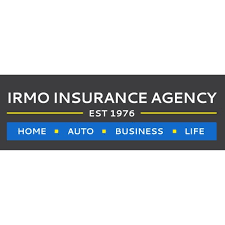 IRMO INSURANCE AGENCY
EST 1976
HOME ▪ AUTO ▪ BUSINESS ▪ LIFE